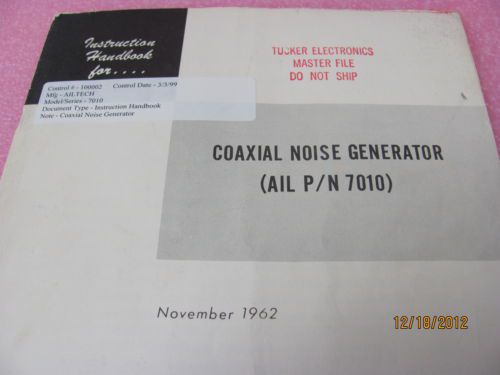 Instruction
Handbook
for....
TUCKER ELECTRONICS
MASTER FILE
DO NOT SHIP
Control # - 100002 Control Date - 3/3/99
Mfg - AILTECH
Model/Series - 7010
Document Type - Instruction Handbook
Note - Coaxial Noise Generator
COAXIAL NOISE GENERATOR
(AIL P/N 7010)
November 1962
12/18/2012